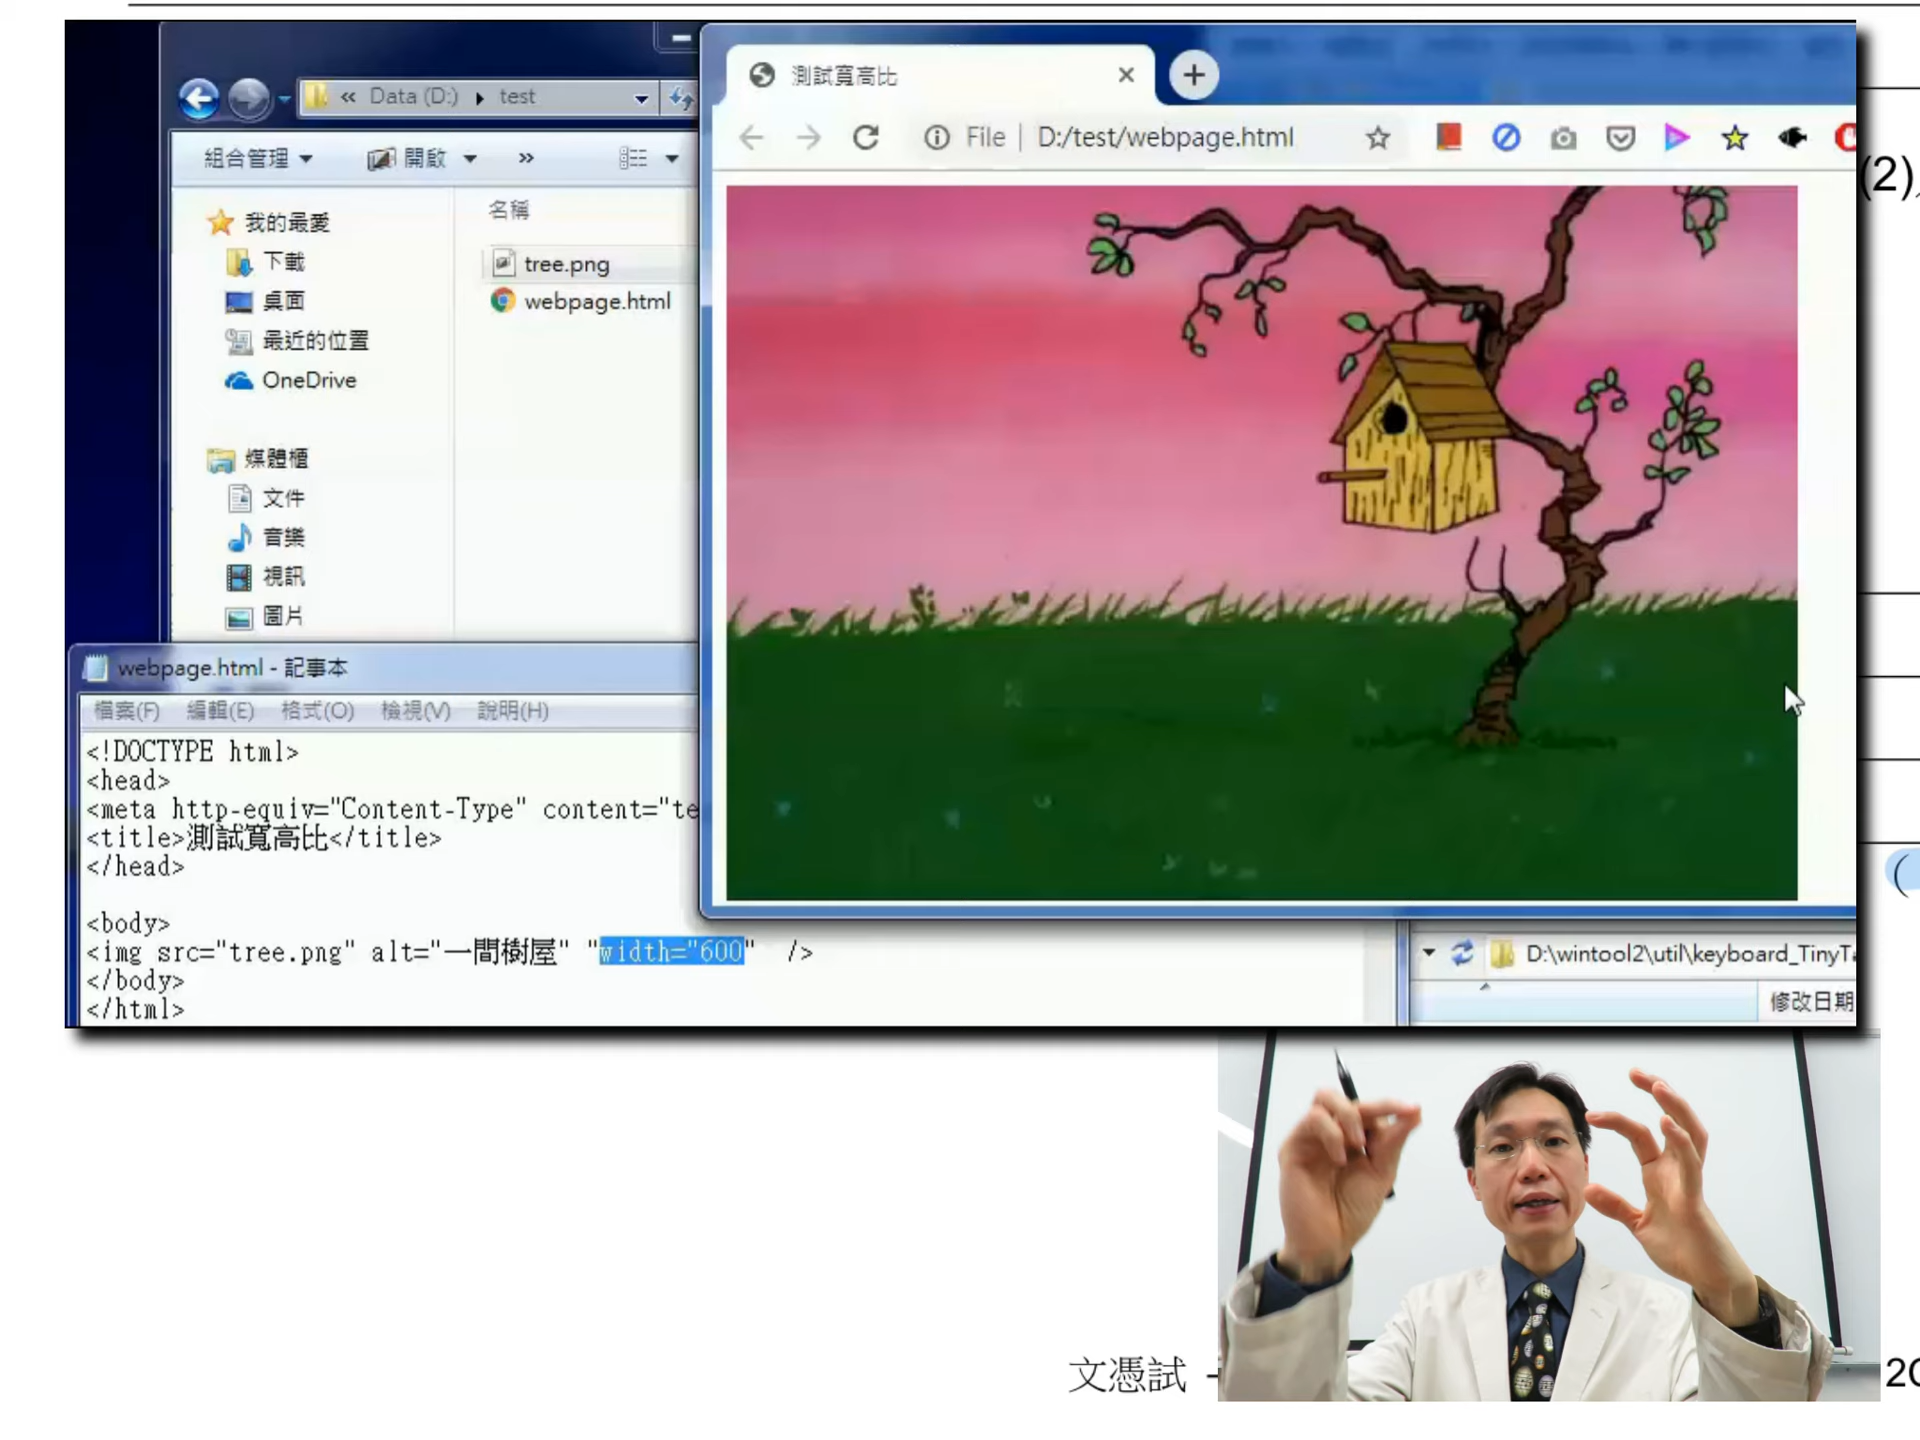 « Data (D:) ▸ test
組合管理 ▼ 開啟 ▼ »
我的最愛
下載
桌面
最近的位置
OneDrive
媒體櫃
文件
音樂
視訊
圖片
名稱
tree.png
webpage.html
測試寬高比
File | D:/test/webpage.html
(2)
webpage.html - 記事本
檔案(F) 編輯(E) 格式(O) 檢視(V) 說明(H)
<!DOCTYPE html>
<head>
<meta http-equiv="Content-Type" content="te
<title>測試寬高比</title>
</head>
<body>
<img src="tree.png" alt="一間樹屋" "width="600" />
</body>
</html>
(
D:\wintool2\util\keyboard_TinyT
修改日期
文憑試 -
20